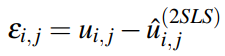 ε_{i,j} = u_{i,j} − û_{i,j}^{(2SLS)}